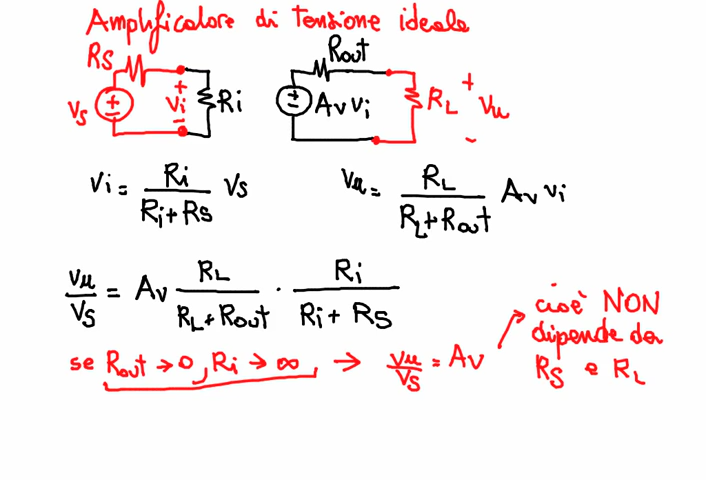 Amplificatore di tensione ideale
RS Rout
VS + - + Vi - Ri + - Av vi RL + Vu -
Vi = Ri / (Ri + RS) VS Vu = RL / (RL + Rout) Av vi
Vu / VS = Av RL / (RL + Rout) · Ri / (Ri + RS)
se Rout → 0, Ri → ∞ → Vu / VS = Av
cioè NON
dipende da
RS e RL